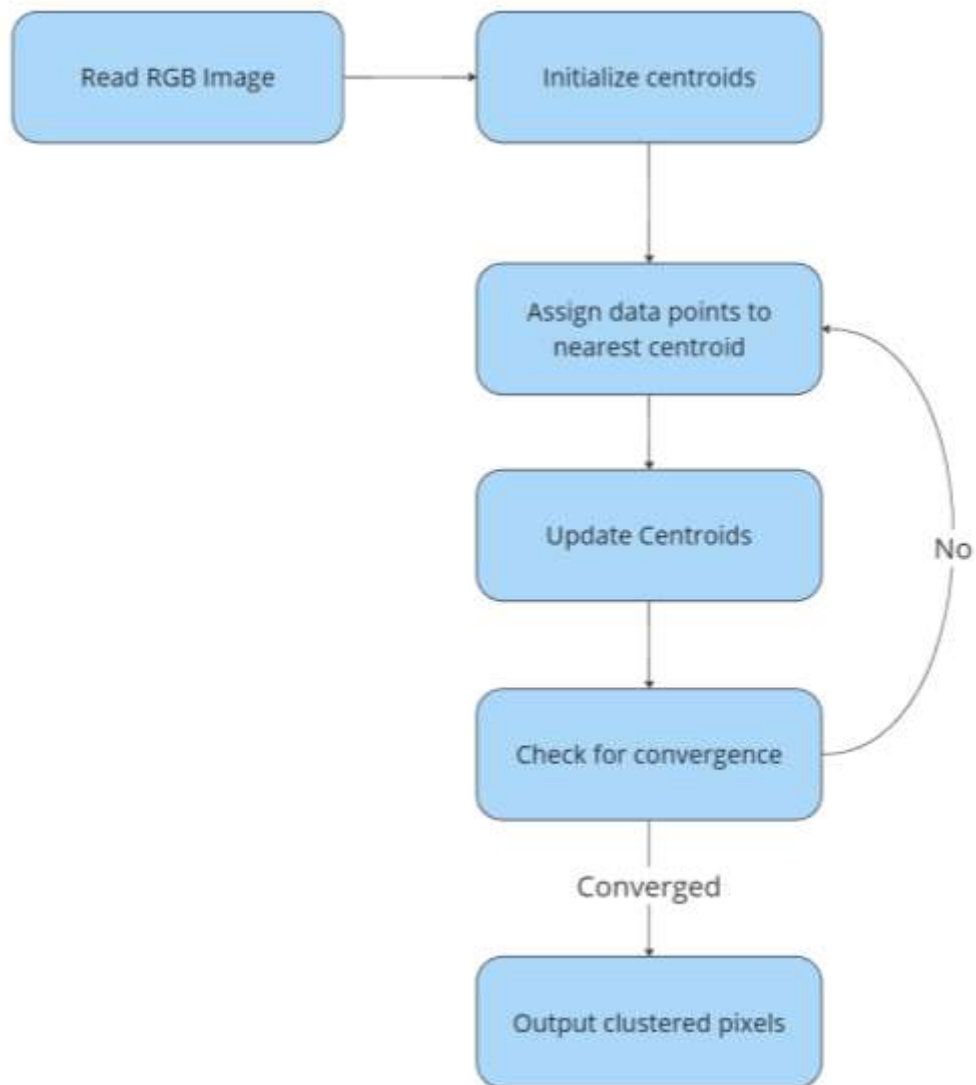 Read RGB Image
Initialize centroids
Assign data points to
nearest centroid
Update Centroids
No
Check for convergence
Converged
Output clustered pixels